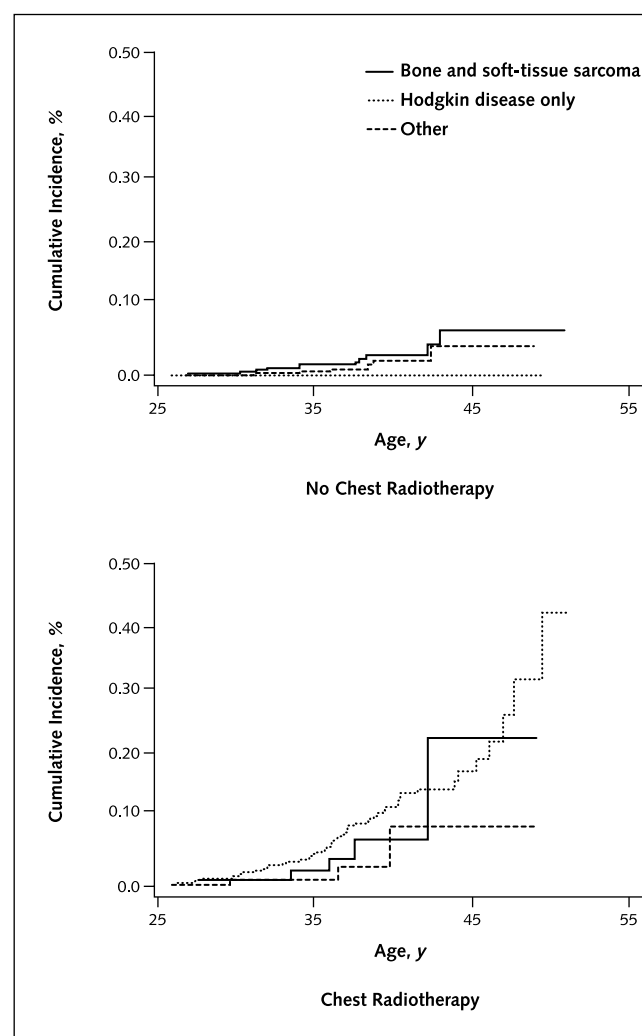 0.50
Bone and soft-tissue sarcoma
Hodgkin disease only
Other
0.40
0.30
0.20
0.10
0.0
Cumulative Incidence, %
25
35
45
55
Age, y
No Chest Radiotherapy
0.50
0.40
0.30
0.20
0.10
0.0
Cumulative Incidence, %
25
35
45
55
Age, y
Chest Radiotherapy